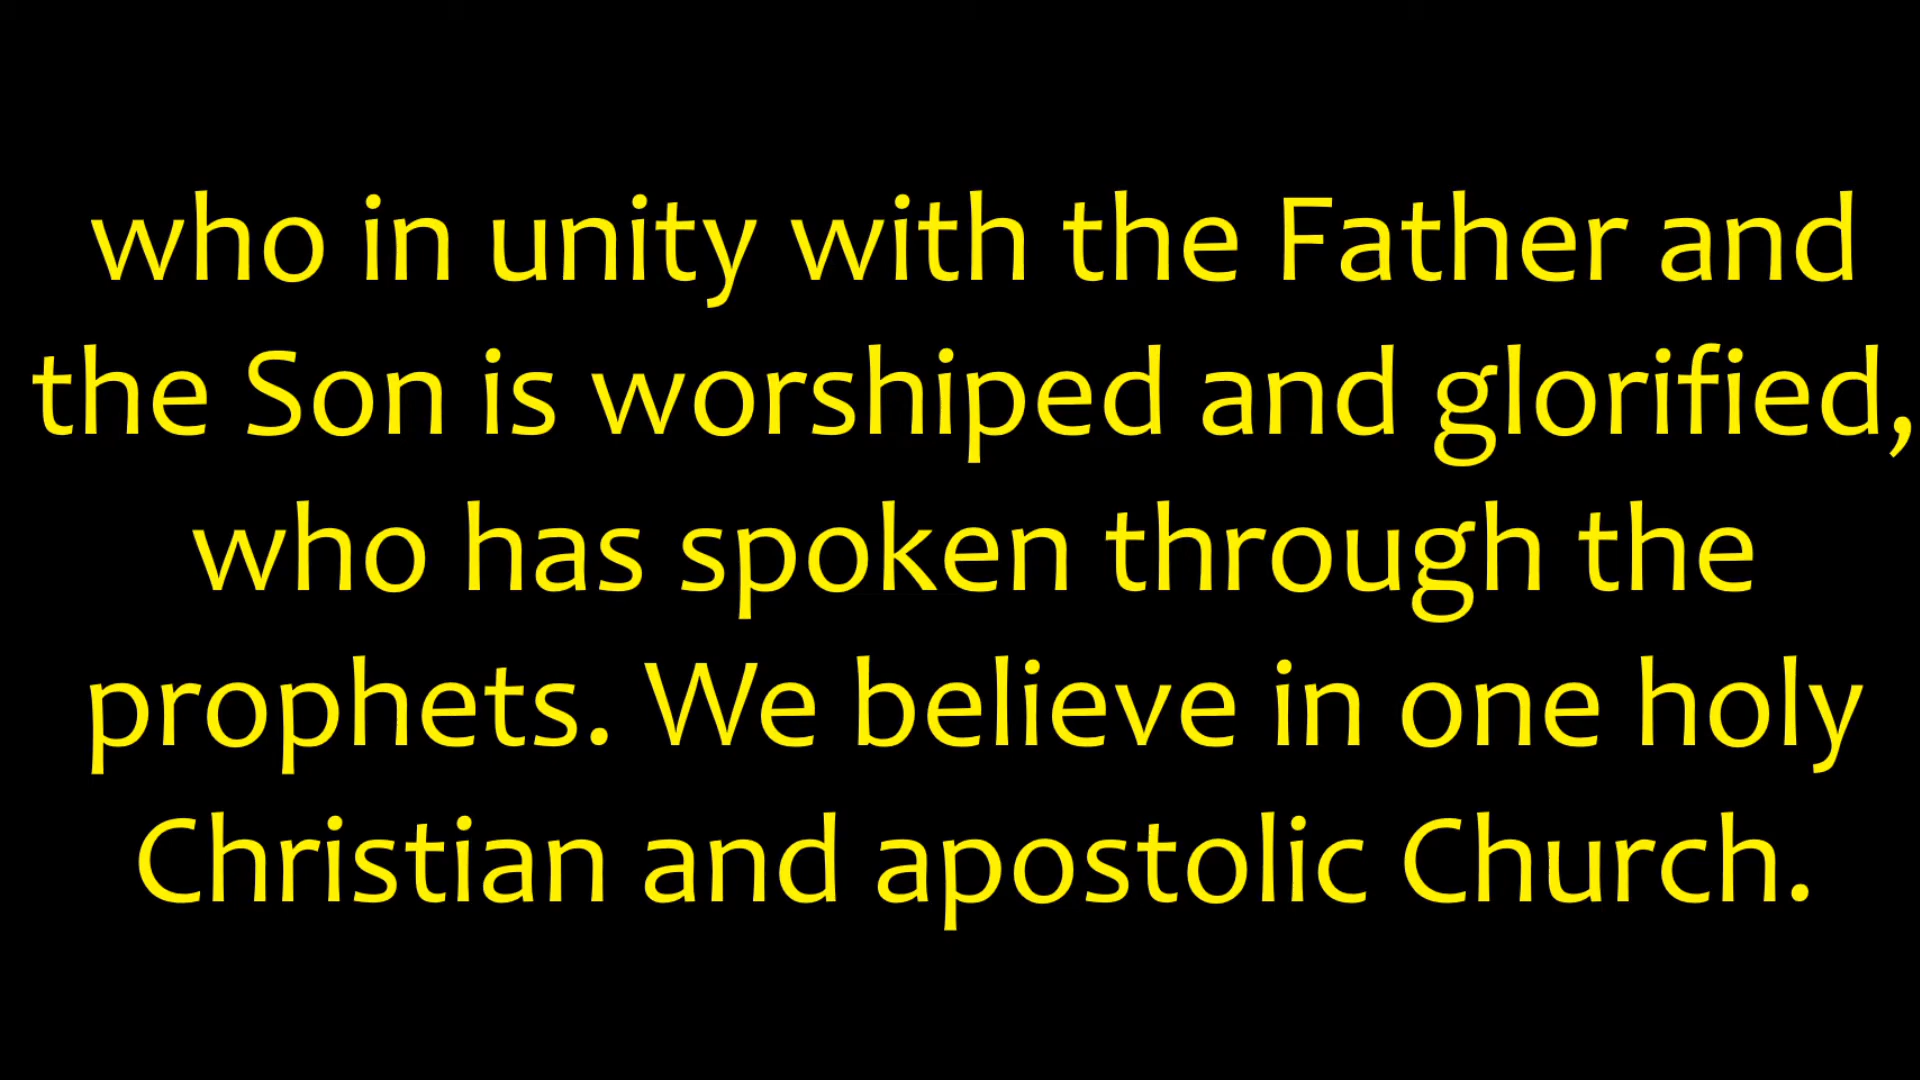 who in unity with the Father and
the Son is worshiped and glorified,
who has spoken through the
prophets. We believe in one holy
Christian and apostolic Church.